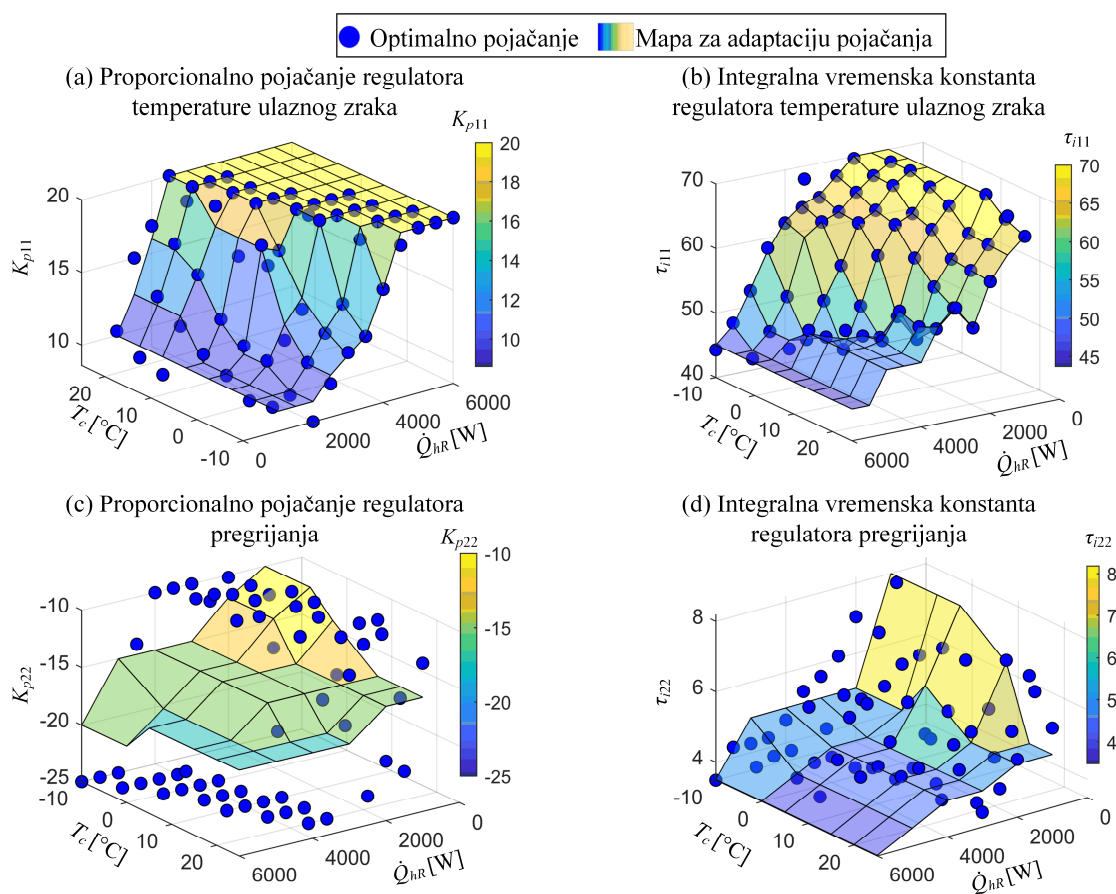 Optimalno pojačanje Mapa za adaptaciju pojačanja
(a) Proporcionalno pojačanje regulatora
temperature ulaznog zraka
K_p11
20
18
16
14
12
10
20
15
10
K_p11
20
10
0
-10
T_c [°C]
0
2000
4000
6000
Q̇_hR [W]
(b) Integralna vremenska konstanta
regulatora temperature ulaznog zraka
τ_i11
70
65
60
55
50
45
70
60
50
40
τ_i11
-10
0
10
20
T_c [°C]
6000
4000
2000
0
Q̇_hR [W]
(c) Proporcionalno pojačanje regulatora
pregrijanja
K_p22
-10
-15
-20
-25
-10
-15
-20
-25
K_p22
-10
0
10
20
T_c [°C]
6000
4000
2000
0
Q̇_hR [W]
(d) Integralna vremenska konstanta
regulatora pregrijanja
τ_i22
8
7
6
5
4
8
6
4
τ_i22
-10
0
10
20
T_c [°C]
6000
4000
2000
0
Q̇_hR [W]